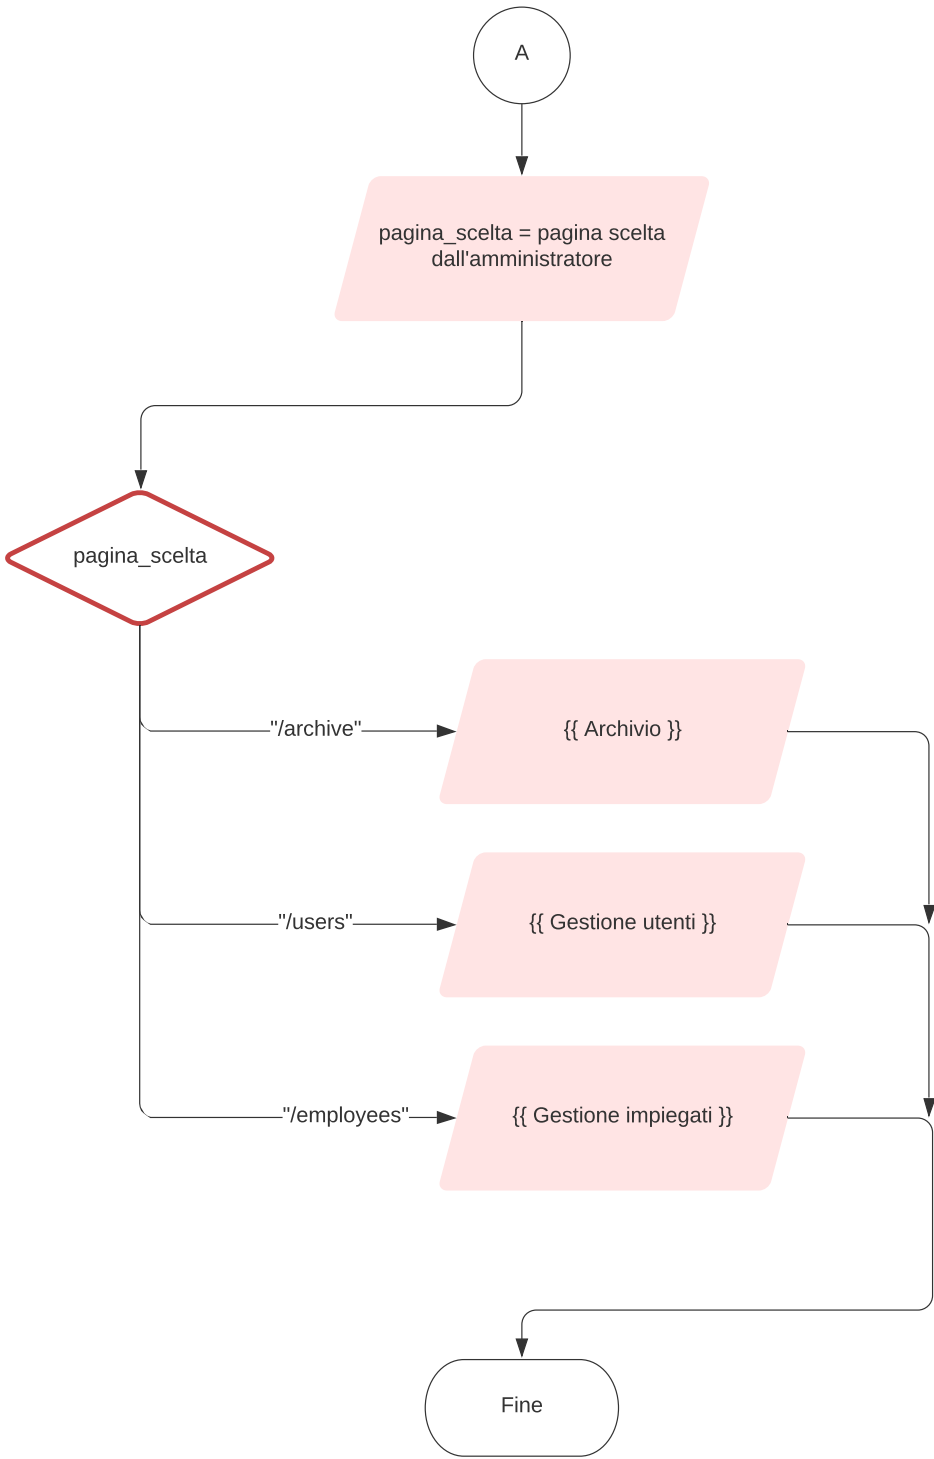 A
pagina_scelta = pagina scelta
dall'amministratore
pagina_scelta
"/archive"
{{ Archivio }}
"/users"
{{ Gestione utenti }}
"/employees"
{{ Gestione impiegati }}
Fine